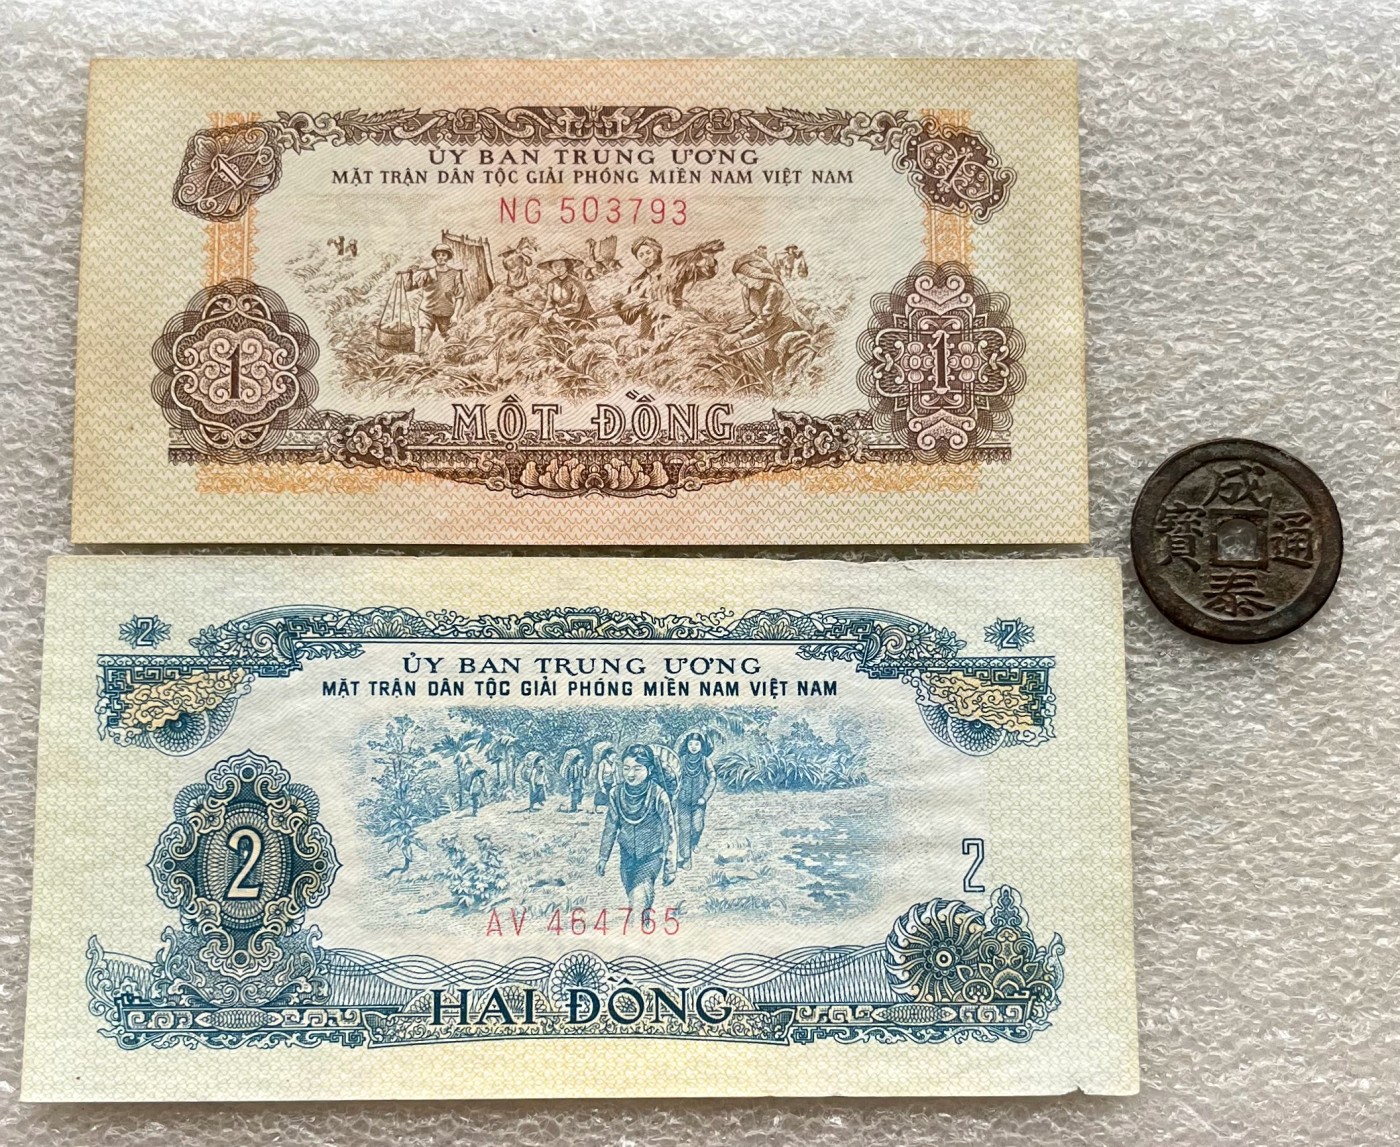 1
1
ỦY BAN TRUNG ƯƠNG
MẶT TRẬN DÂN TỘC GIẢI PHÓNG MIỀN NAM VIỆT NAM
NG 503793
1
1
MỘT ĐỒNG
2
2
ỦY BAN TRUNG ƯƠNG
MẶT TRẬN DÂN TỘC GIẢI PHÓNG MIỀN NAM VIỆT NAM
2
2
AV 464765
HAI ĐỒNG
成泰通寶